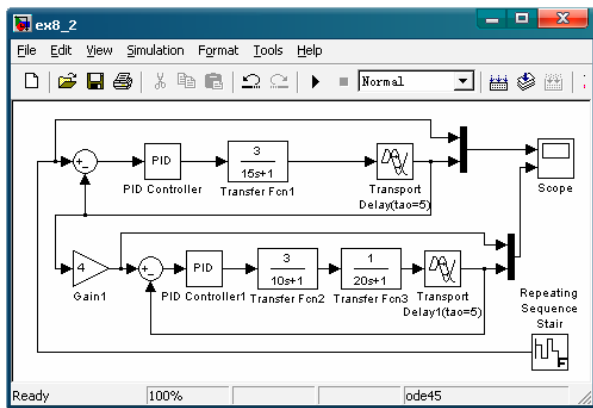 ex8_2
File Edit View Simulation Format Tools Help
Normal
+
-
PID
PID Controller
3
15s+1
Transfer Fcn1
Transport
Delay(tao=5)
Scope
4
Gain1
+
-
PID
PID Controller1
3
10s+1
Transfer Fcn2
1
20s+1
Transfer Fcn3
Transport
Delay1(tao=5)
Repeating
Sequence
Stair
F
Ready 100% ode45